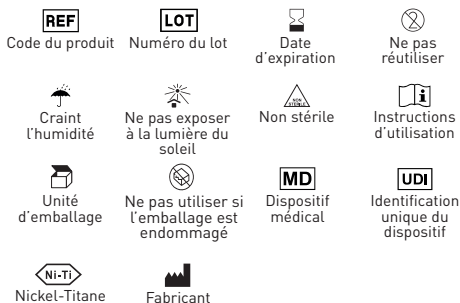 REF
LOT
Code du produit
Numéro du lot
Date
d'expiration
Ne pas
réutiliser
2
NON
STERILE
i
Craint
l'humidité
Ne pas exposer
à la lumière du
soleil
Non stérile
Instructions
d'utilisation
MD
UDI
Unité
d'emballage
Ne pas utiliser si
l'emballage est
endommagé
Dispositif
médical
Identification
unique du
dispositif
Ni-Ti
Nickel-Titane
Fabricant